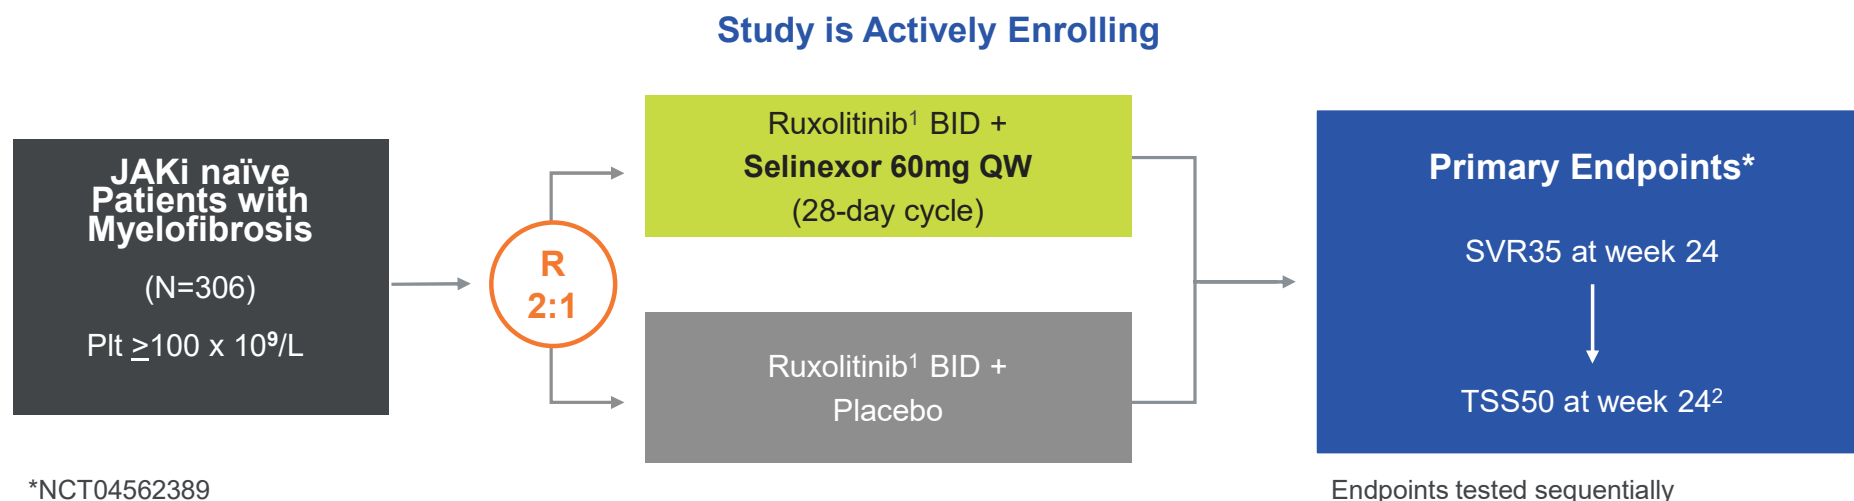 Study is Actively Enrolling
JAKi naïve
Patients with
Myelofibrosis
(N=306)
Plt ≥100 x 10⁹/L
R
2:1
Ruxolitinib¹ BID +
Selinexor 60mg QW
(28-day cycle)
Ruxolitinib¹ BID +
Placebo
Primary Endpoints*
SVR35 at week 24
TSS50 at week 24²
*NCT04562389
Endpoints tested sequentially